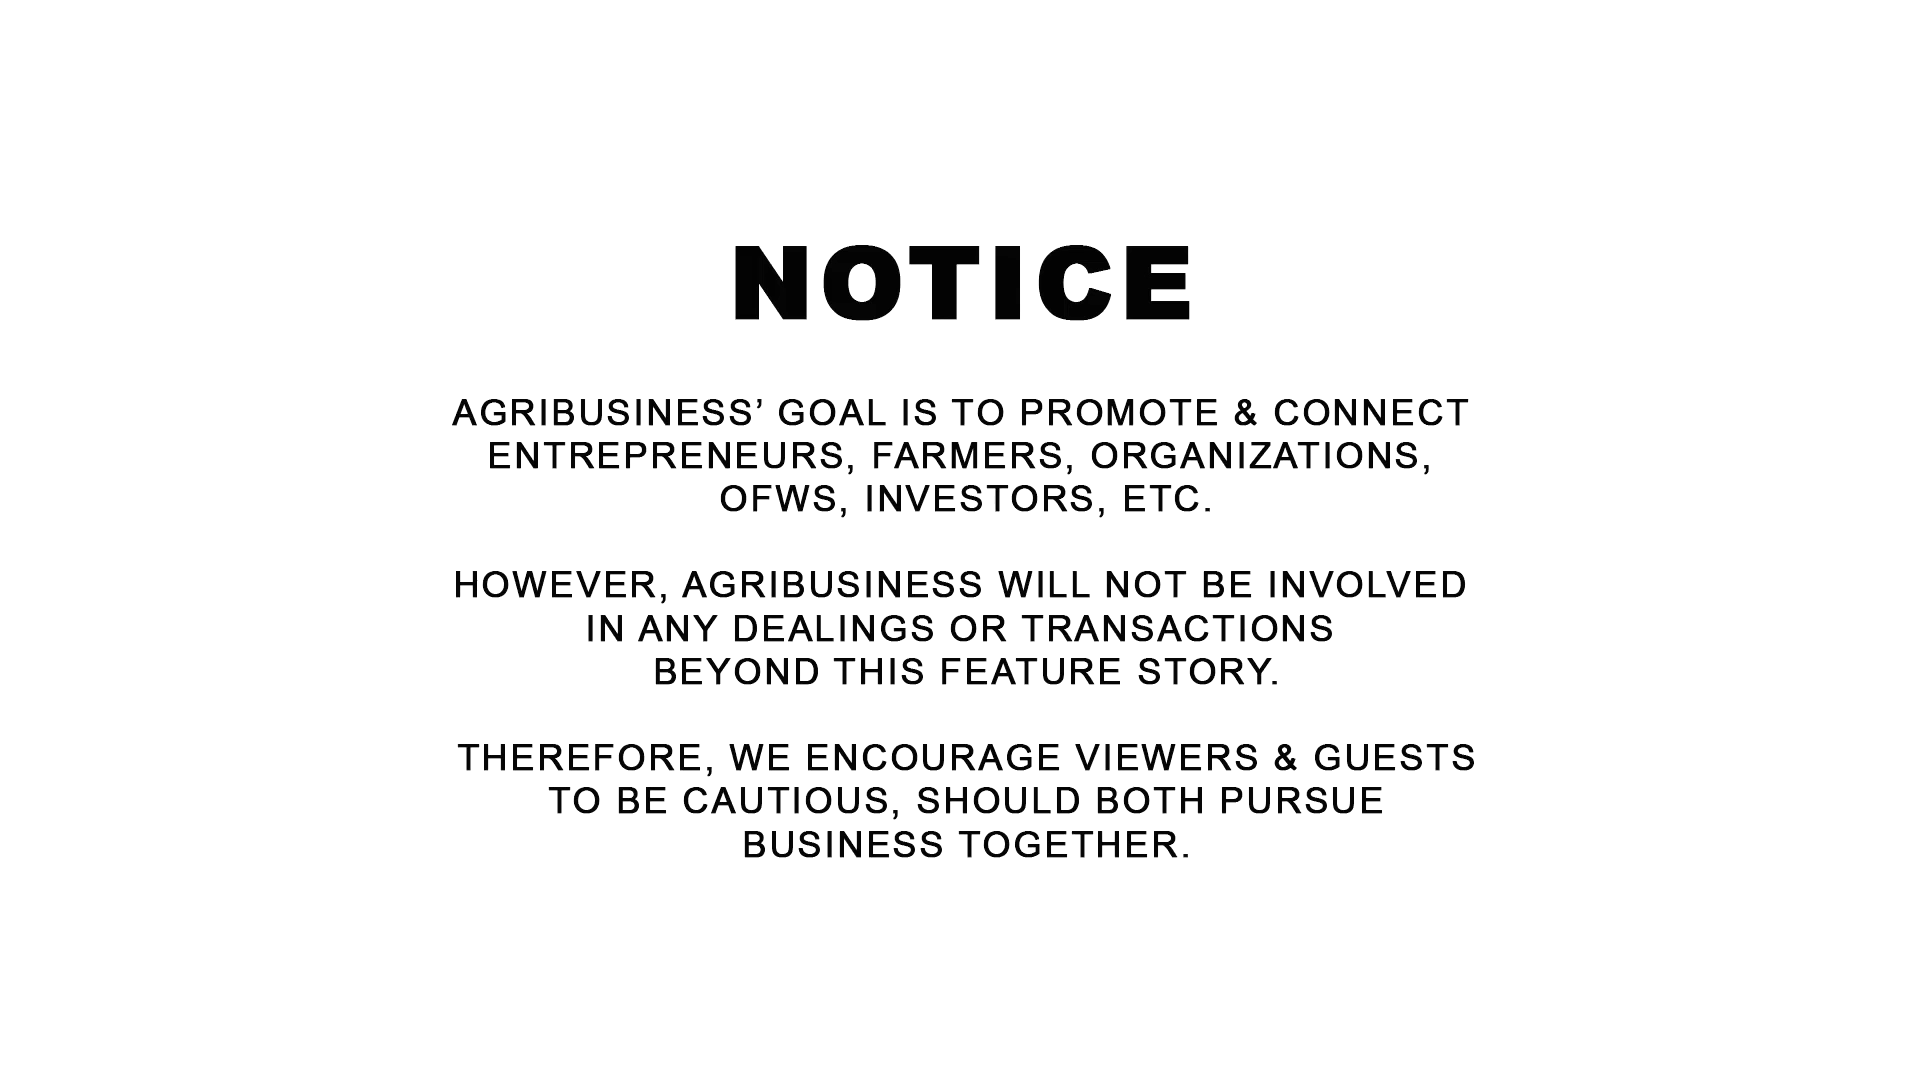 NOTICE
AGRIBUSINESS’ GOAL IS TO PROMOTE & CONNECT
ENTREPRENEURS, FARMERS, ORGANIZATIONS,
OFWS, INVESTORS, ETC.
HOWEVER, AGRIBUSINESS WILL NOT BE INVOLVED
IN ANY DEALINGS OR TRANSACTIONS
BEYOND THIS FEATURE STORY.
THEREFORE, WE ENCOURAGE VIEWERS & GUESTS
TO BE CAUTIOUS, SHOULD BOTH PURSUE
BUSINESS TOGETHER.